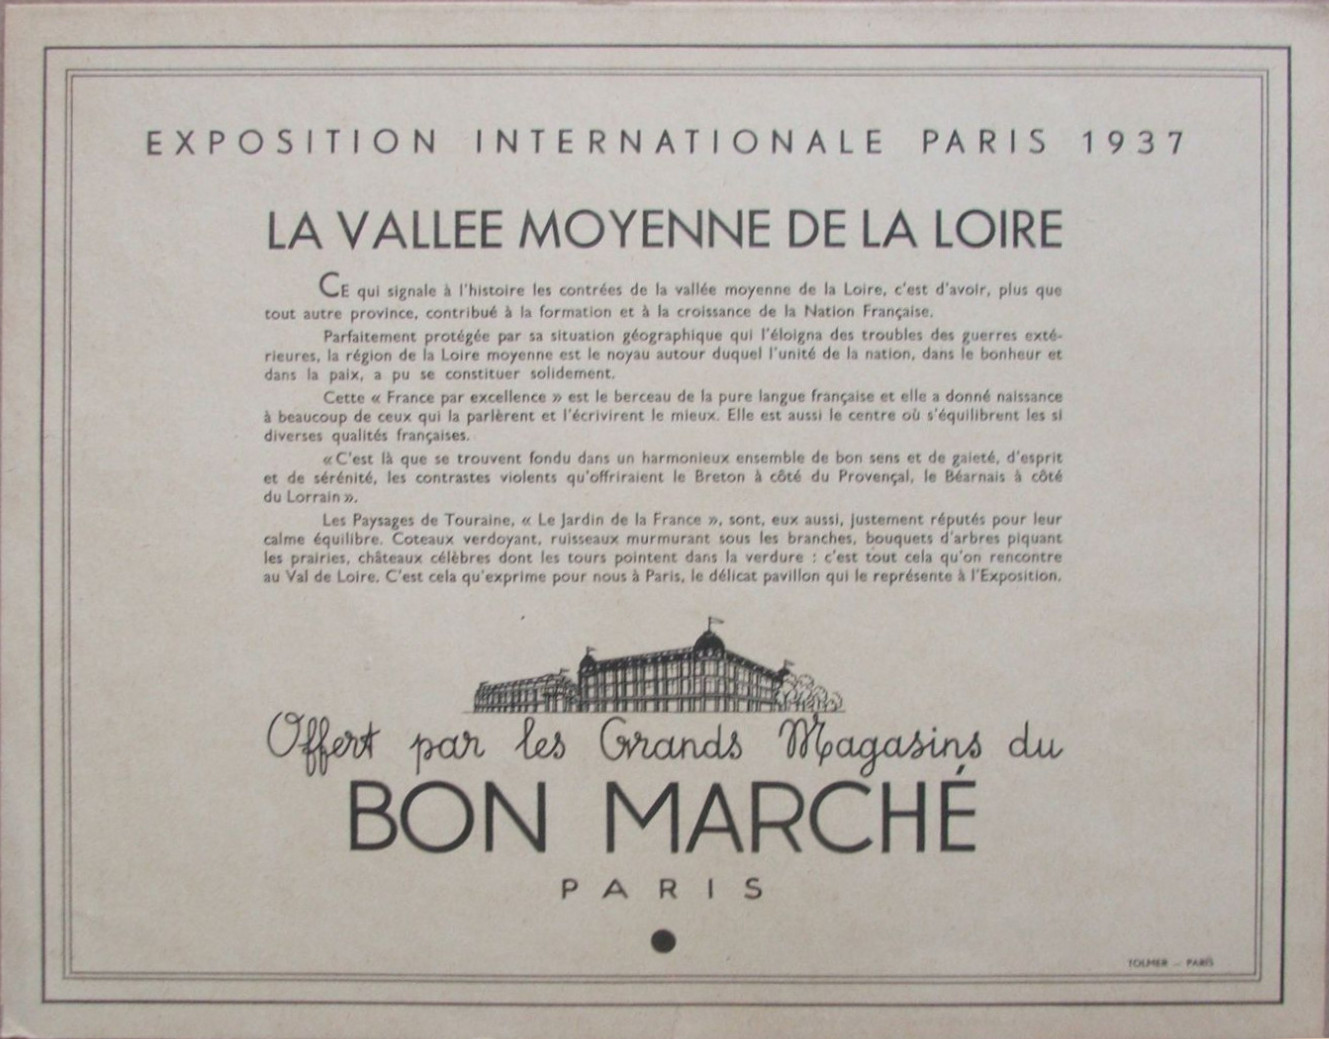 EXPOSITION INTERNATIONALE PARIS 1937
LA VALLEE MOYENNE DE LA LOIRE
CE qui signale à l'histoire les contrées de la vallée moyenne de la Loire, c'est d'avoir, plus que
tout autre province, contribué à la formation et à la croissance de la Nation Française.
Parfaitement protégée par sa situation géographique qui l'éloigna des troubles des guerres exté-
rieures, la région de la Loire moyenne est le noyau autour duquel l'unité de la nation, dans le bonheur et
dans la paix, a pu se constituer solidement.
Cette « France par excellence » est le berceau de la pure langue française et elle a donné naissance
à beaucoup de ceux qui la parlèrent et l'écrivirent le mieux. Elle est aussi le centre où s'équilibrent les si
diverses qualités françaises.
« C'est là que se trouvent fondu dans un harmonieux ensemble de bon sens et de gaieté, d'esprit
et de sérénité, les contrastes violents qu'offriraient le Breton à côté du Provençal, le Béarnais à côté
du Lorrain ».
Les Paysages de Touraine, « Le Jardin de la France », sont, eux aussi, justement réputés pour leur
calme équilibre. Coteaux verdoyant, ruisseaux murmurant sous les branches, bouquets d'arbres piquant
les prairies, châteaux célèbres dont les tours pointent dans la verdure : c'est tout cela qu'on rencontre
au Val de Loire. C'est cela qu'exprime pour nous à Paris, le délicat pavillon qui le représente à l'Exposition.
Offert par les Grands Magasins du
BON MARCHÉ
PARIS
TOLMER - PARIS